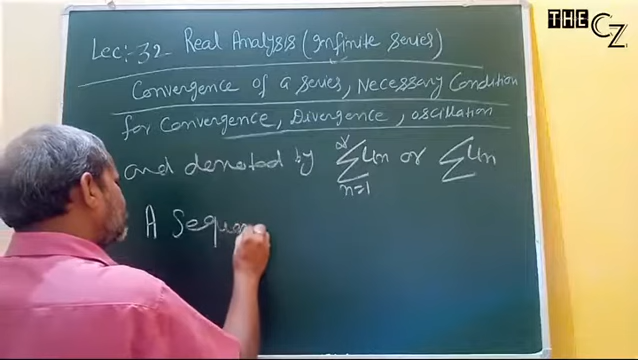 THE CZ
Lec:-32 Real Analysis (Infinite Series)
Convergence of a series, Necessary Condition
for Convergence, Divergence, oscillation
and denoted by ∑_{n=1}^{∞} un or ∑ un
A Seque